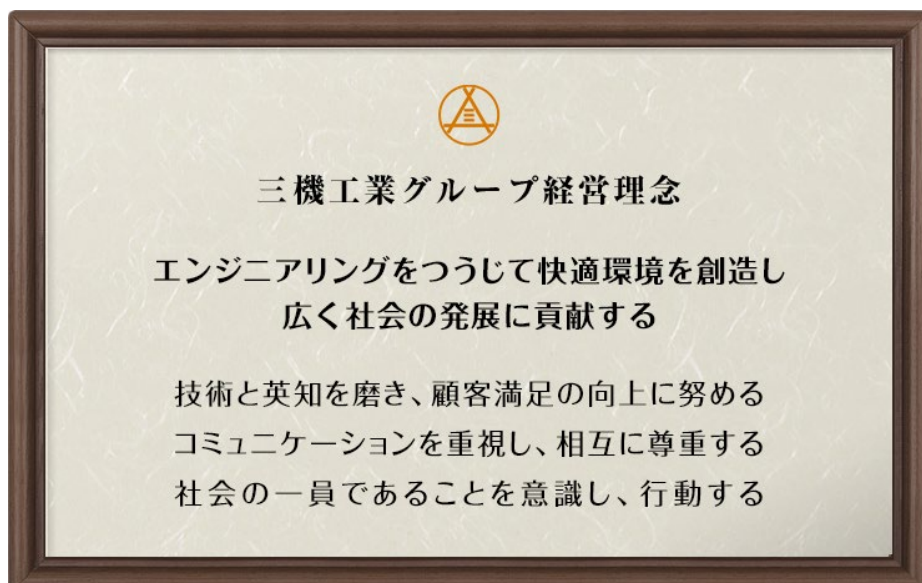 三機工業グループ経営理念
エンジニアリングをつうじて快適環境を創造し
広く社会の発展に貢献する
技術と英知を磨き、顧客満足の向上に努める
コミュニケーションを重視し、相互に尊重する
社会の一員であることを意識し、行動する